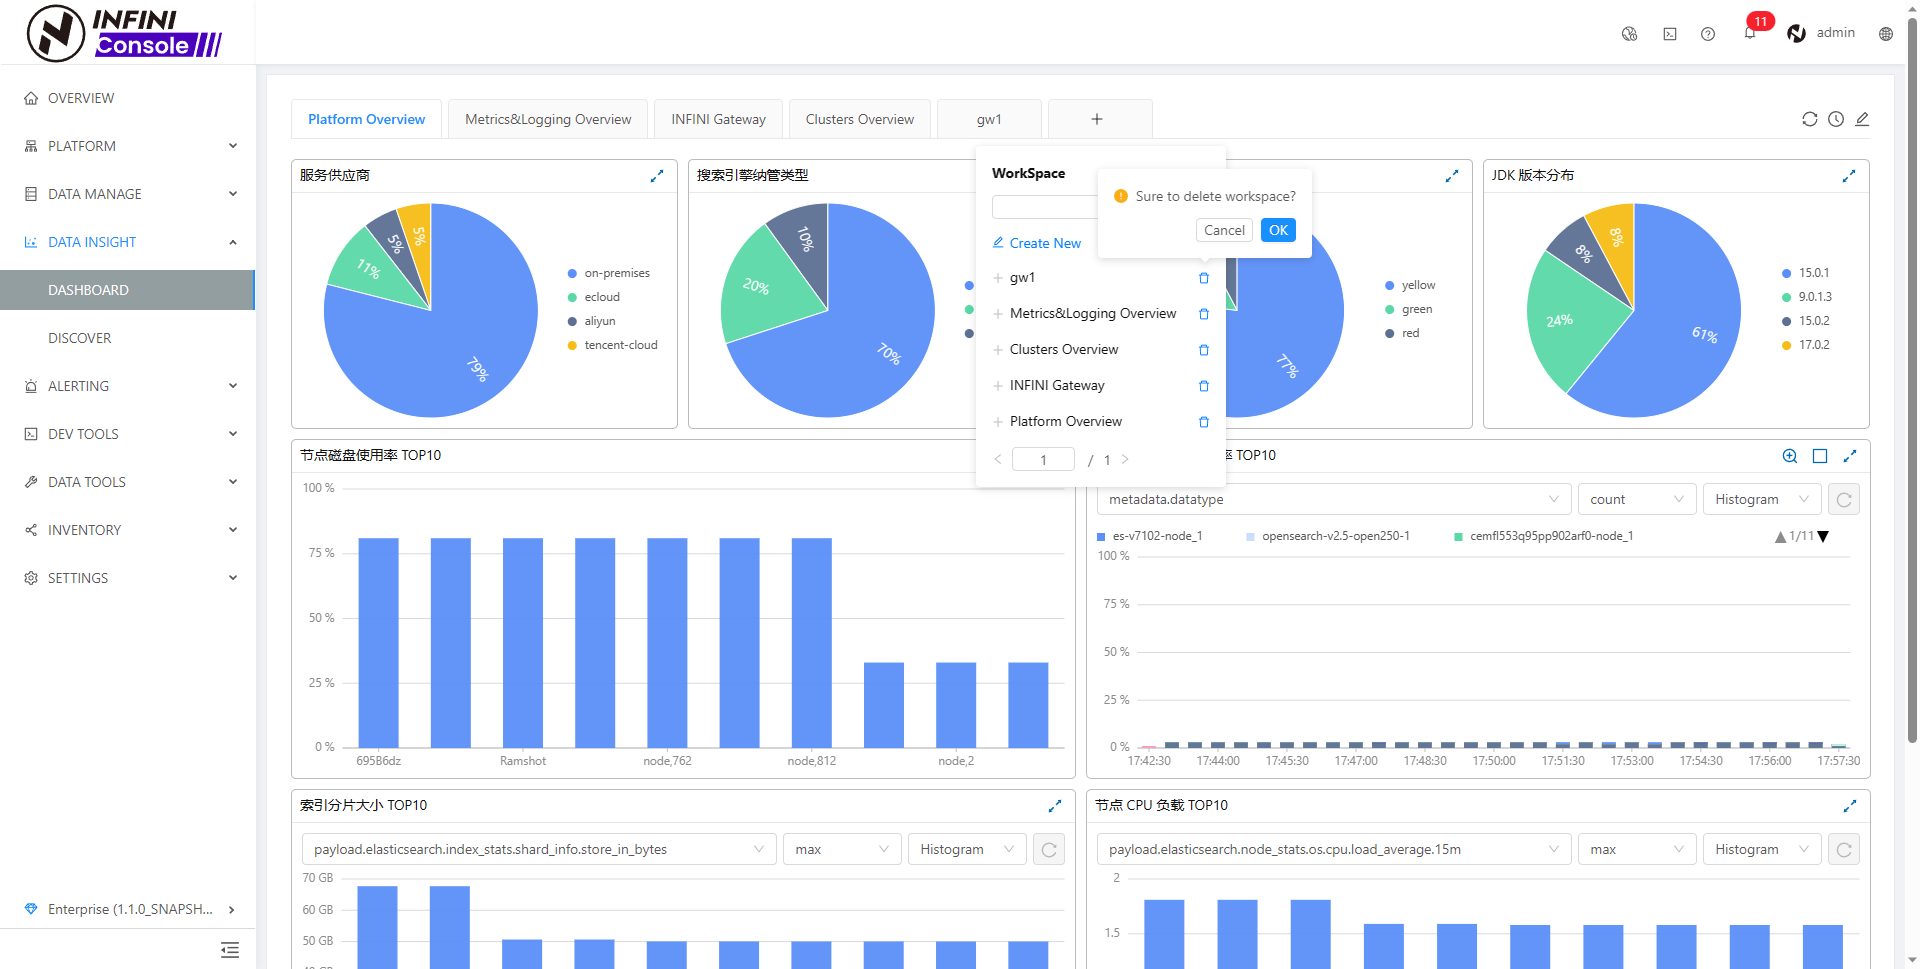 INFINI
Console
11
admin
OVERVIEW
PLATFORM
DATA MANAGE
DATA INSIGHT
DASHBOARD
DISCOVER
ALERTING
DEV TOOLS
DATA TOOLS
INVENTORY
SETTINGS
Enterprise (1.1.0_SNAPSH...
Platform Overview
Metrics&Logging Overview
INFINI Gateway
Clusters Overview
gw1
+
服务供应商
79%
11%
5%
5%
on-premises
ecloud
aliyun
tencent-cloud
搜索引擎纳管类型
70%
20%
10%
WorkSpace
Sure to delete workspace?
Cancel
OK
Create New
gw1
Metrics&Logging Overview
Clusters Overview
INFINI Gateway
Platform Overview
1 / 1
77%
yellow
green
red
JDK 版本分布
61%
24%
8%
8%
15.0.1
9.0.1.3
15.0.2
17.0.2
节点磁盘使用率 TOP10
100 %
75 %
50 %
25 %
0 %
695B6dz
Ramshot
node,762
node,812
node,2
率 TOP10
metadata.datatype
count
Histogram
es-v7102-node_1
opensearch-v2.5-open250-1
cemfl553q95pp902arf0-node_1
1/11
100 %
75 %
50 %
25 %
0 %
17:42:30
17:44:00
17:45:30
17:47:00
17:48:30
17:50:00
17:51:30
17:53:00
17:54:30
17:56:00
17:57:30
索引分片大小 TOP10
payload.elasticsearch.index_stats.shard_info.store_in_bytes
max
Histogram
70 GB
60 GB
50 GB
节点 CPU 负载 TOP10
payload.elasticsearch.node_stats.os.cpu.load_average.15m
max
Histogram
2
1.5